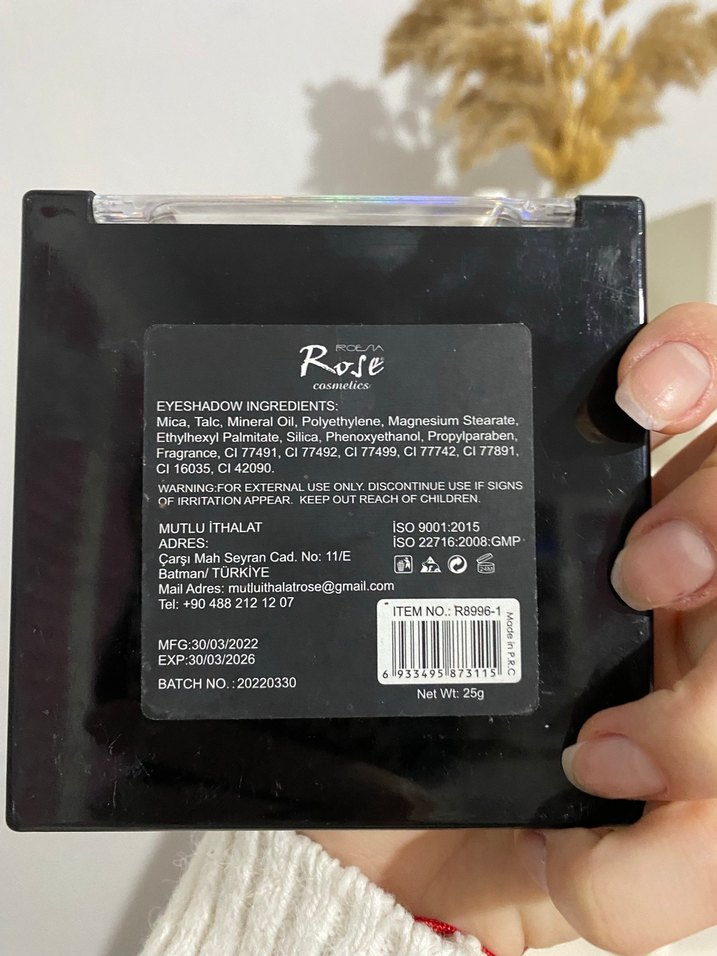 ROESIA
Rose
cosmetics
EYESHADOW INGREDIENTS:
Mica, Talc, Mineral Oil, Polyethylene, Magnesium Stearate,
Ethylhexyl Palmitate, Silica, Phenoxyethanol, Propylparaben,
Fragrance, CI 77491, CI 77492, CI 77499, CI 77742, CI 77891,
CI 16035, CI 42090.
WARNING:FOR EXTERNAL USE ONLY. DISCONTINUE USE IF SIGNS
OF IRRITATION APPEAR. KEEP OUT REACH OF CHILDREN.
MUTLU İTHALAT
ADRES:
Çarşı Mah Seyran Cad. No: 11/E
Batman/ TÜRKİYE
Mail Adres: mutluithalatrose@gmail.com
Tel: +90 488 212 12 07
İSO 9001:2015
İSO 22716:2008:GMP
24M
MFG:30/03/2022
EXP:30/03/2026
BATCH NO.:20220330
ITEM NO.: R8996-1
6 933495 873115
Made in P.R.C
Net Wt: 25g